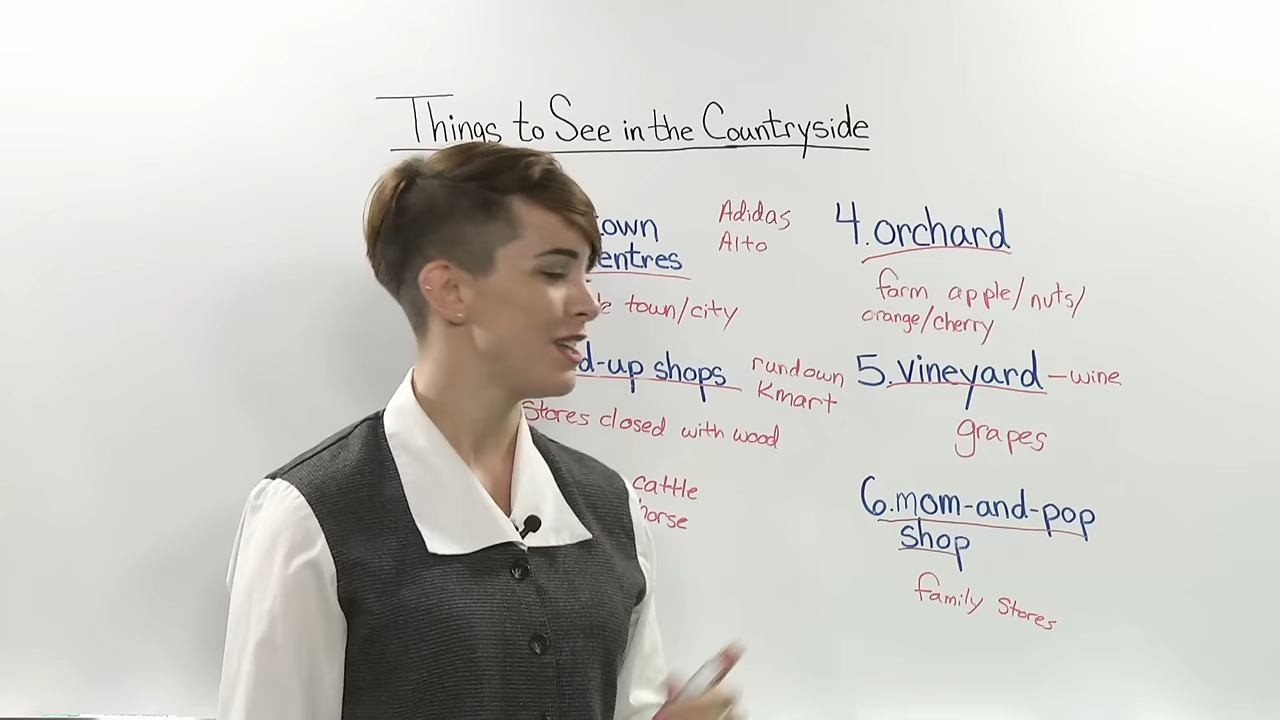 Things to See in the Countryside
own
entres
Adidas
Alto
town/city
d-up shops
rundown
Kmart
Stores closed with wood
cattle
horse
4. orchard
farm apple/nuts/
orange/cherry
5. vineyard - wine
grapes
6. mom-and-pop
shop
family stores